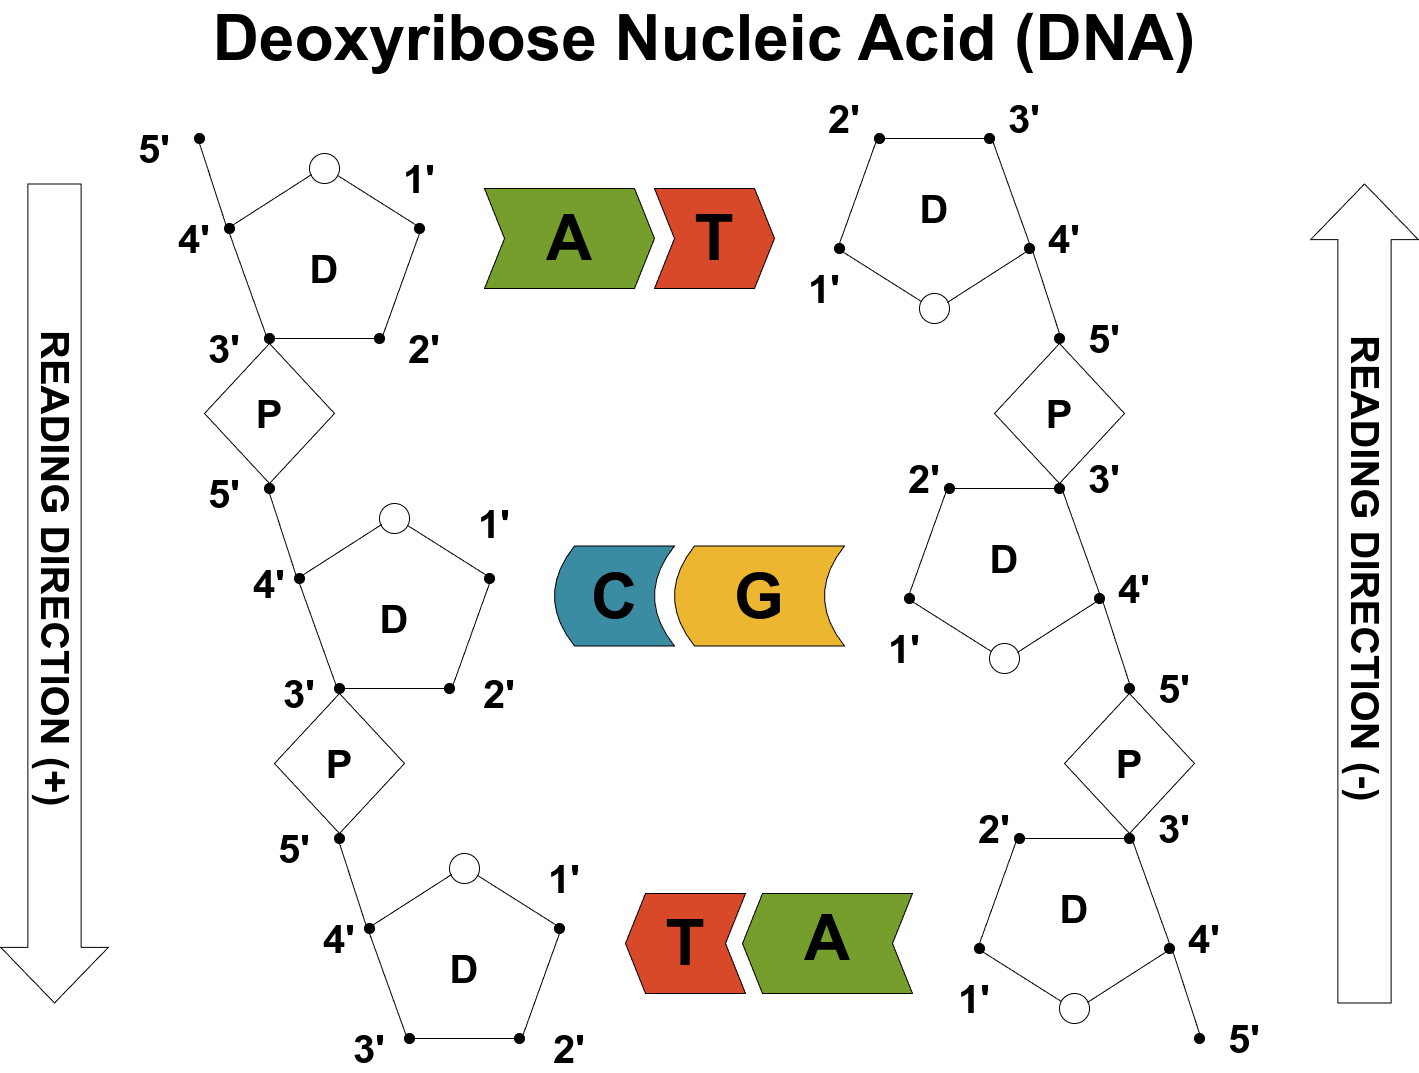 Deoxyribose Nucleic Acid (DNA)
READING DIRECTION (+)
5'
4'
1'
D
3'
2'
P
5'
4'
1'
D
3'
2'
P
5'
4'
1'
D
3'
2'
A T
C G
T A
2'
3'
D
4'
1'
5'
P
2'
3'
D
4'
1'
5'
P
2'
3'
D
4'
1'
5'
READING DIRECTION (-)